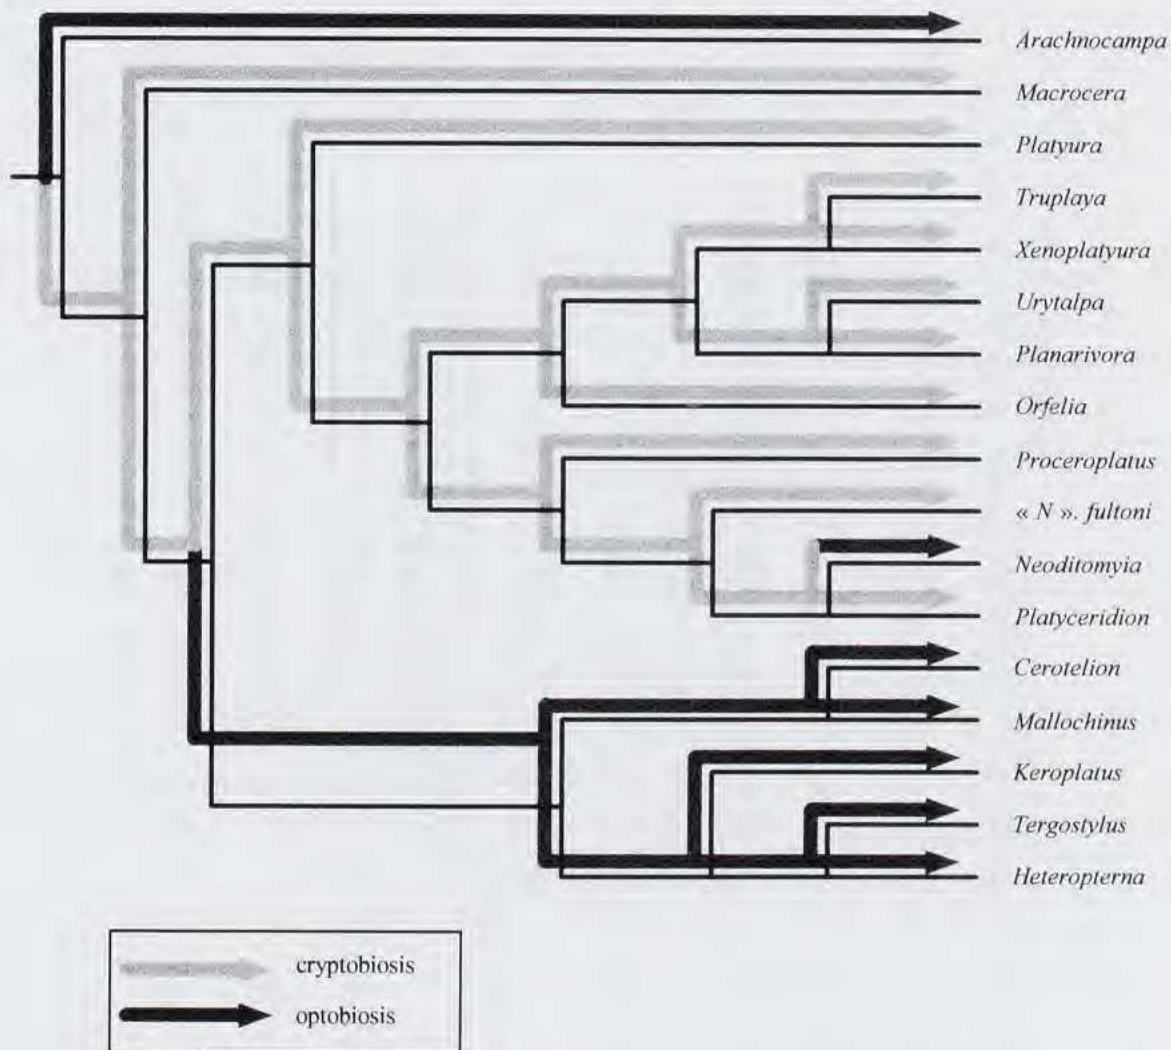 Arachnocampa
Macrocera
Platyura
Truplaya
Xenoplatyura
Urytalpa
Planarivora
Orfelia
Proceroplatus
« N ». fultoni
Neoditomyia
Platyceridion
Cerotelion
Mallochinus
Keroplatus
Tergostylus
Heteropterna
cryptobiosis
optobiosis